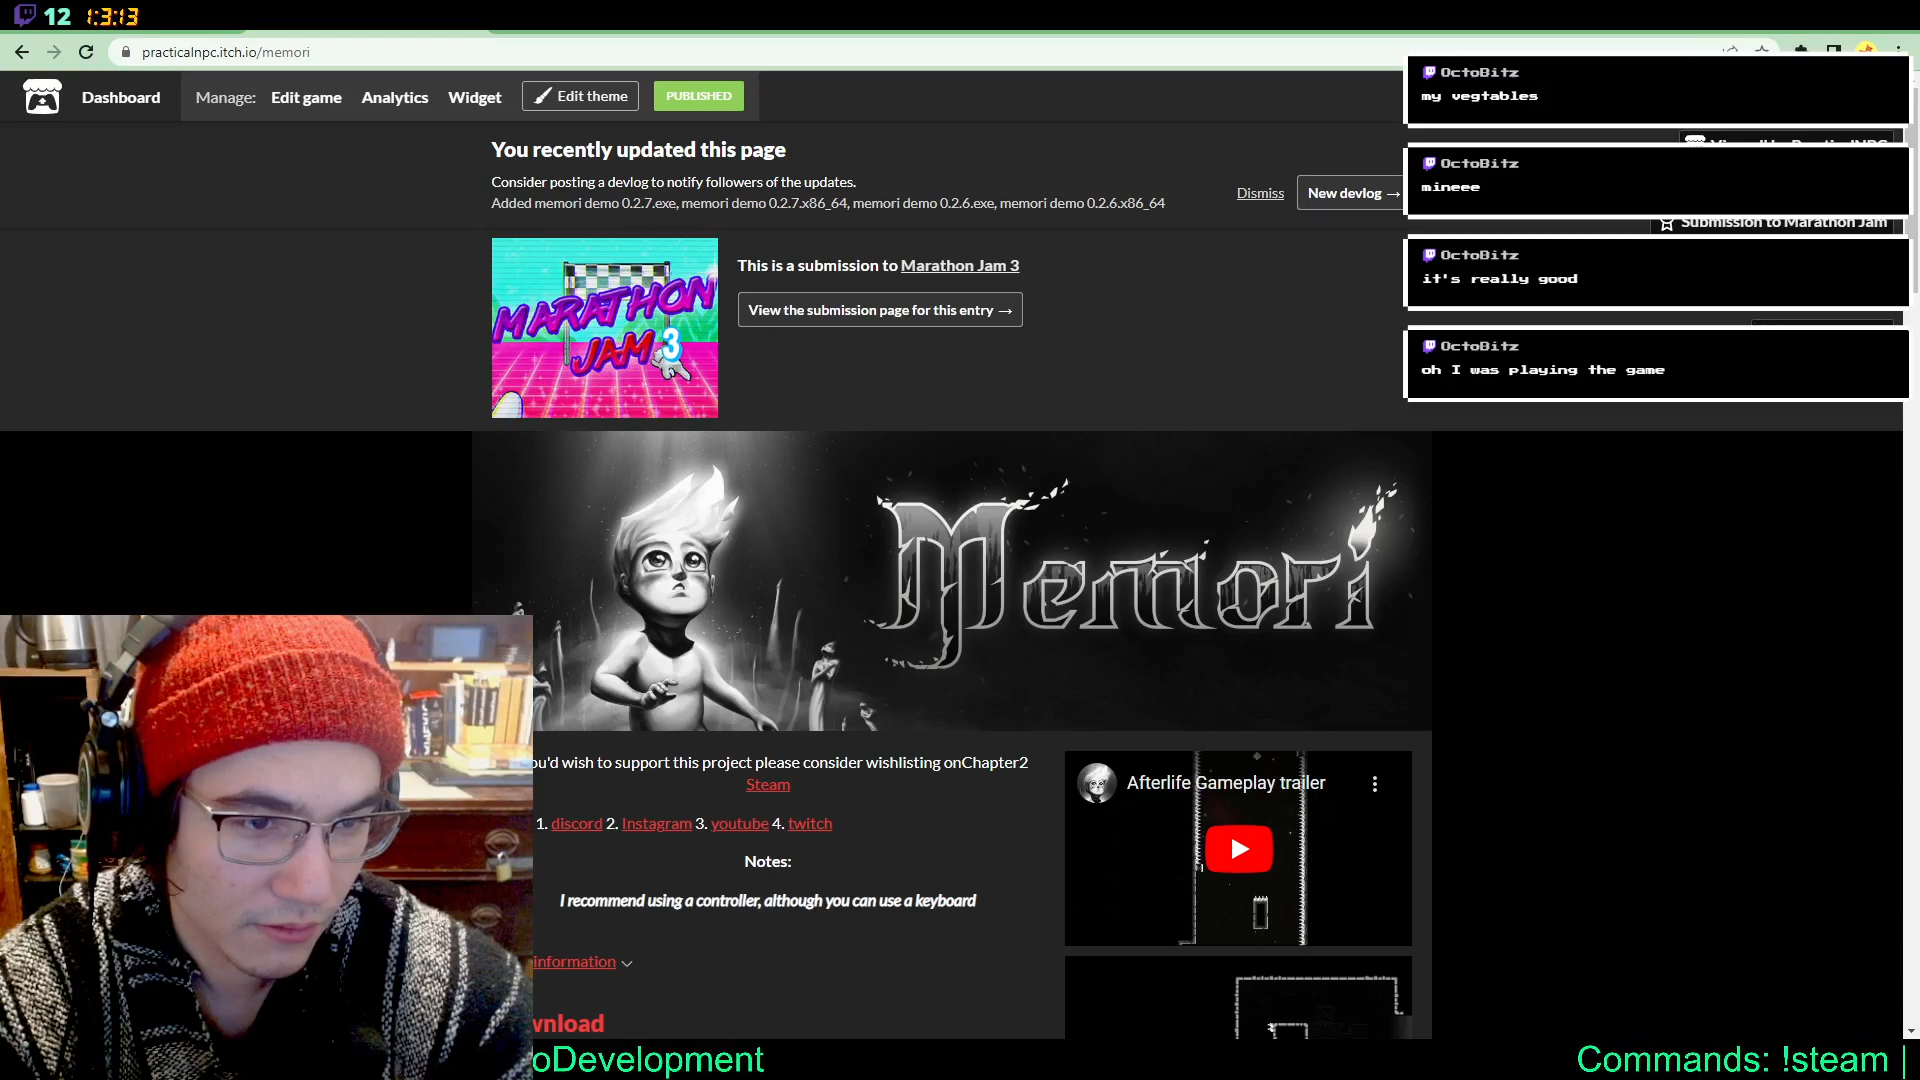 12 1:3:13
practicalnpc.itch.io/memori
Dashboard Manage: Edit game Analytics Widget Edit theme PUBLISHED
You recently updated this page
Consider posting a devlog to notify followers of the updates.
Added memori demo 0.2.7.exe, memori demo 0.2.7.x86_64, memori demo 0.2.6.exe, memori demo 0.2.6.x86_64
Dismiss New devlog →
OctoBitz
my vegtables
OctoBitz
mineee
Submission to Marathon Jam
OctoBitz
it's really good
OctoBitz
oh I was playing the game
MARATHON
JAM 3
This is a submission to Marathon Jam 3
View the submission page for this entry →
Memori
ou'd wish to support this project please consider wishlisting onChapter2
Steam
1. discord 2. Instagram 3. youtube 4. twitch
Notes:
I recommend using a controller, although you can use a keyboard
information
wnload
Afterlife Gameplay trailer
oDevelopment
Commands: !steam |